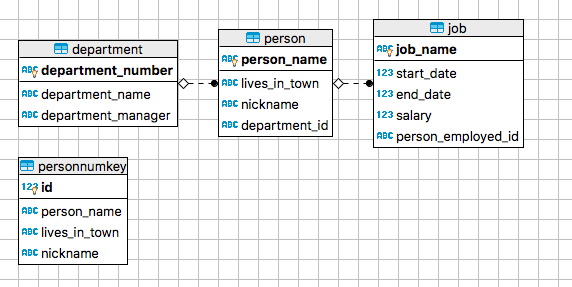 department
ABC department_number
ABC department_name
ABC department_manager
person
ABC person_name
ABC lives_in_town
ABC nickname
ABC department_id
job
ABC job_name
123 start_date
123 end_date
123 salary
ABC person_employed_id
personnumkey
123 id
ABC person_name
ABC lives_in_town
ABC nickname